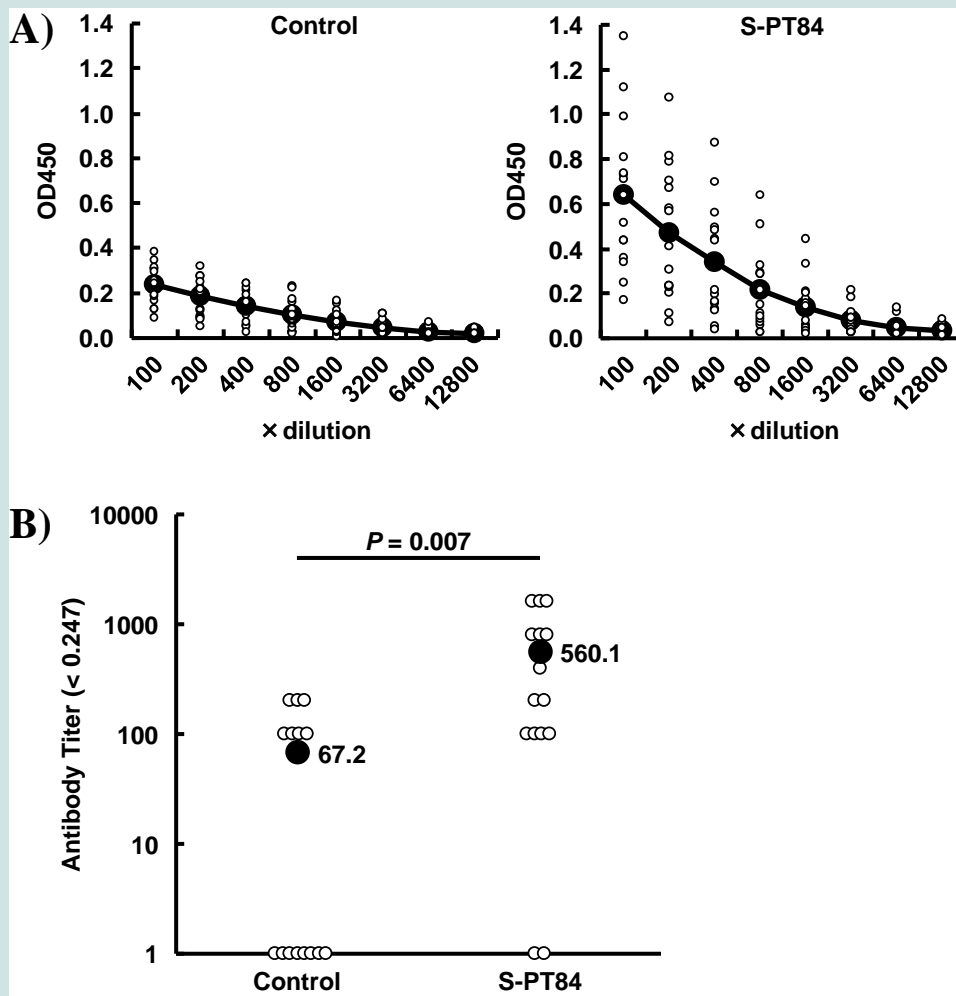 A)
Control
OD450
1.4
1.2
1.0
0.8
0.6
0.4
0.2
0.0
100 200 400 800 1600 3200 6400 12800
× dilution
S-PT84
OD450
1.4
1.2
1.0
0.8
0.6
0.4
0.2
0.0
100 200 400 800 1600 3200 6400 12800
× dilution
B)
Antibody Titer (< 0.247)
10000
1000
100
10
1
P = 0.007
67.2
560.1
Control S-PT84